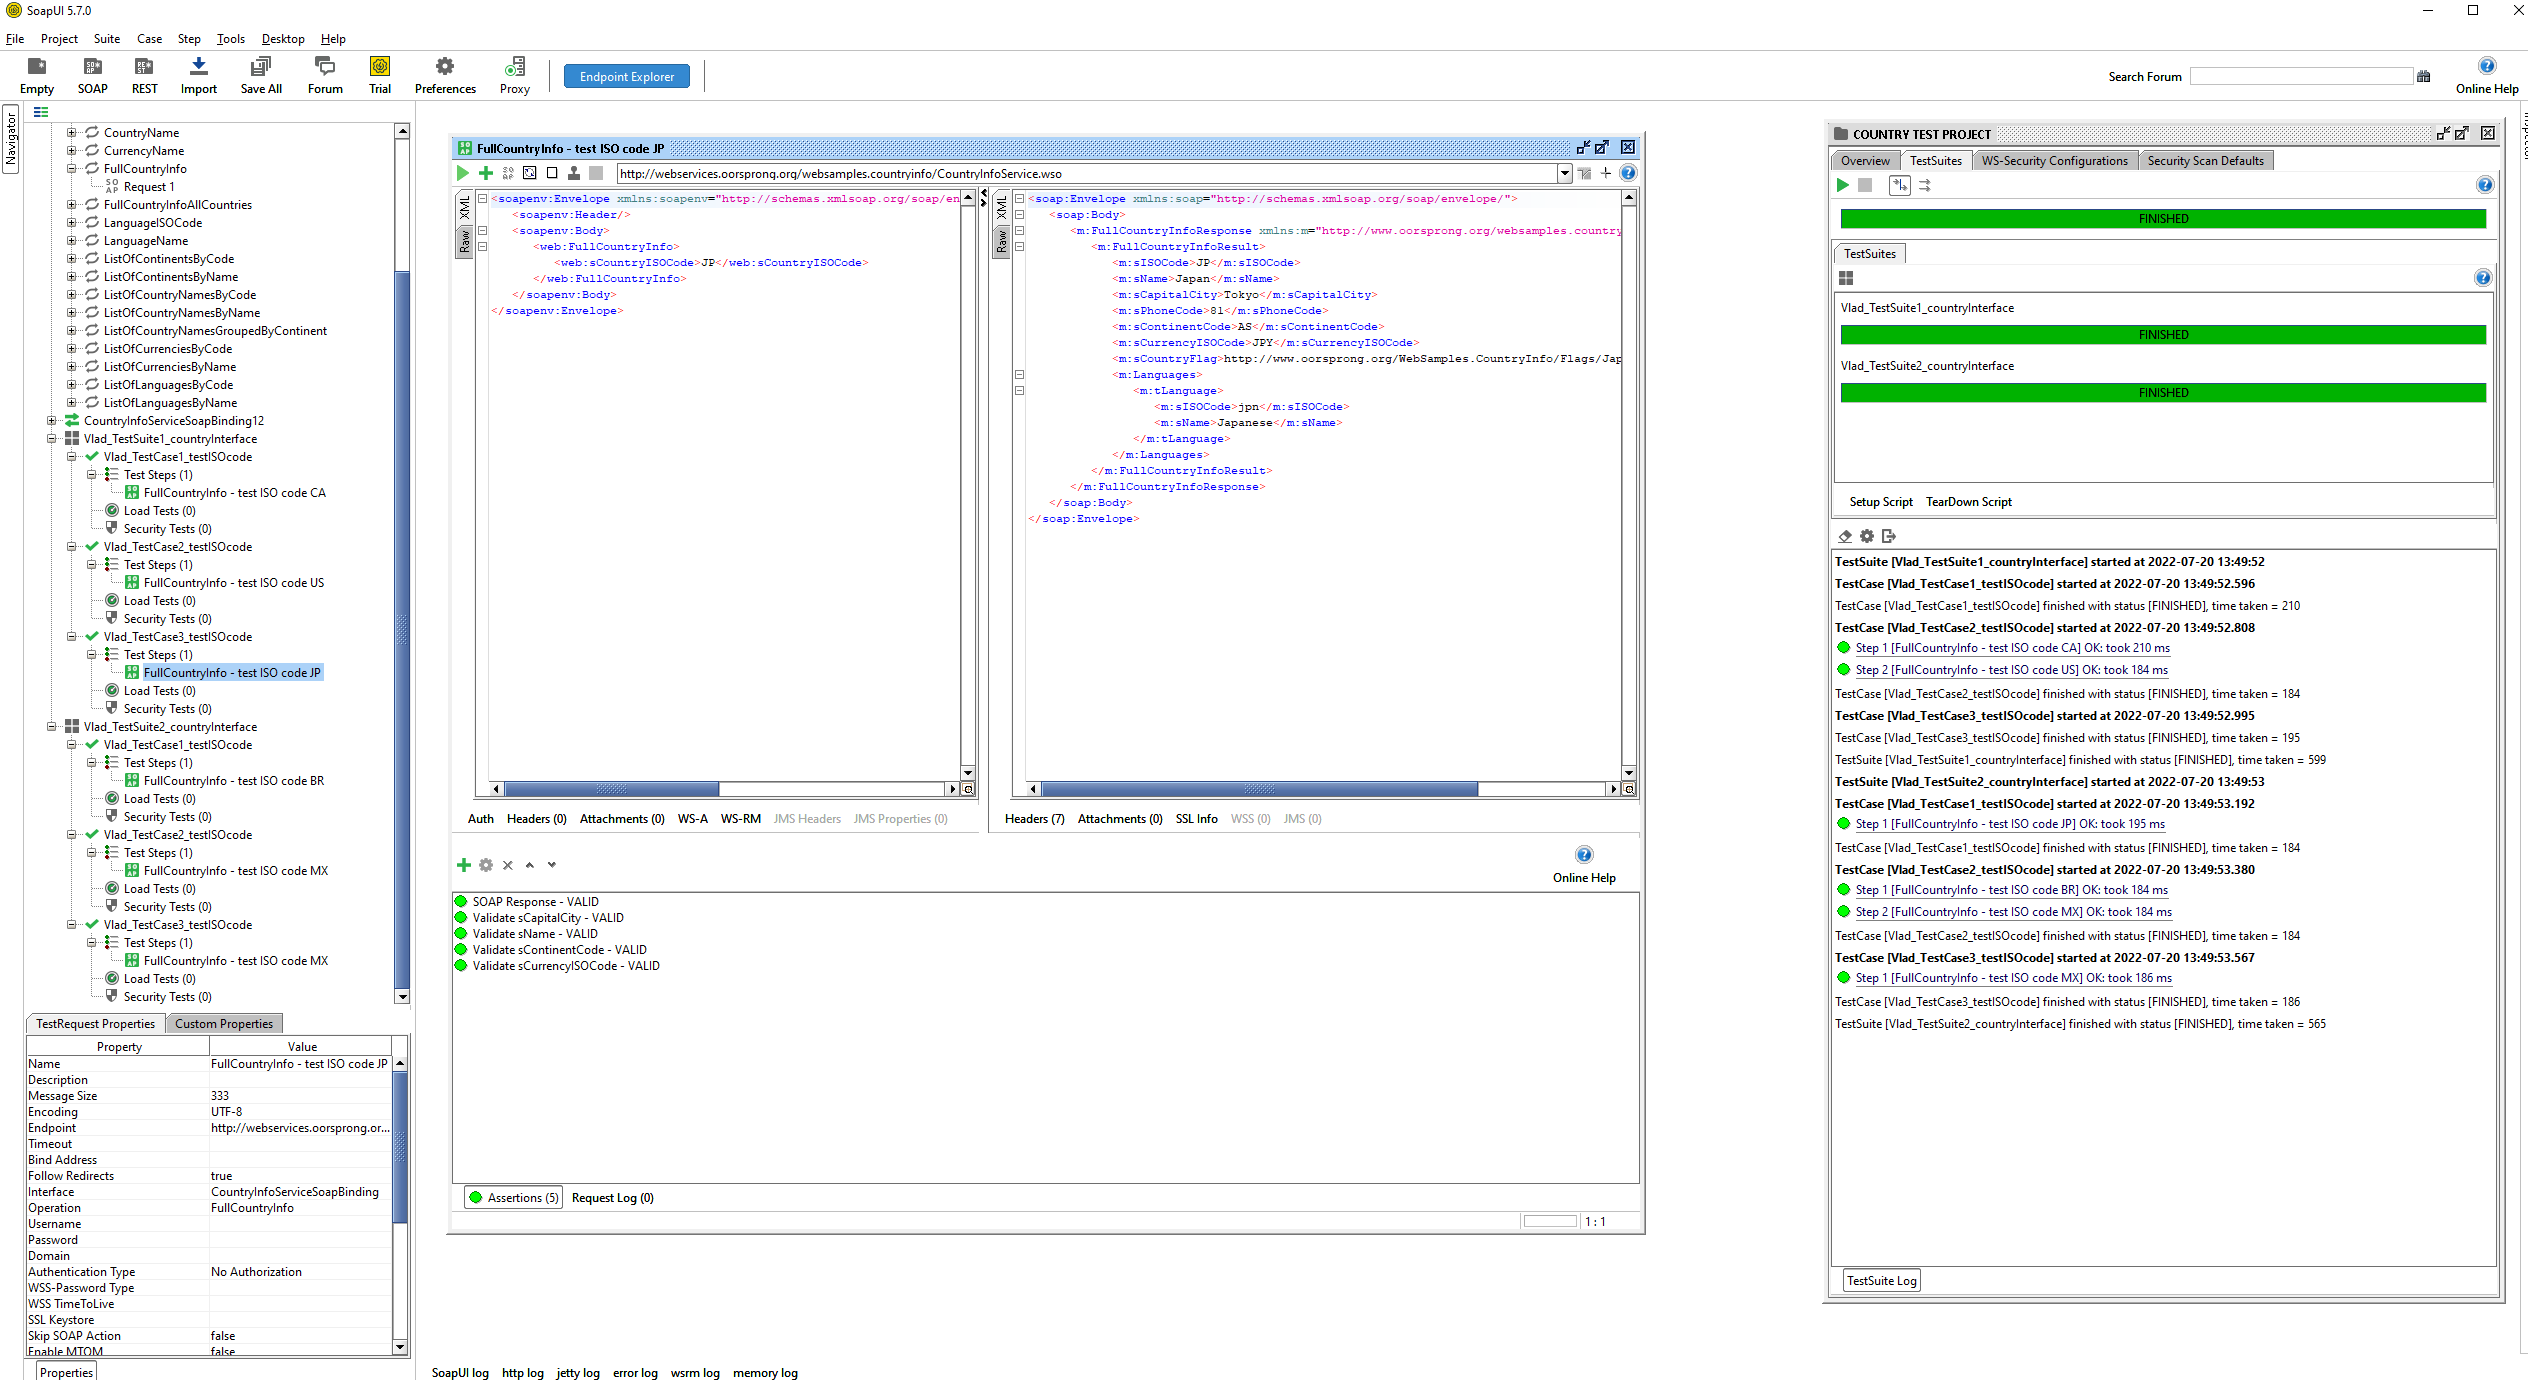 SoapUI 5.7.0
File Project Suite Case Step Tools Desktop Help
Empty SOAP REST Import Save All Forum Trial Preferences Proxy Endpoint Explorer Search Forum Online Help
Navigator
CountryName
CurrencyName
FullCountryInfo
Request 1
FullCountryInfoAllCountries
LanguageISOCode
LanguageName
ListOfContinentsByCode
ListOfContinentsByName
ListOfCountryNamesByCode
ListOfCountryNamesByName
ListOfCountryNamesGroupedByContinent
ListOfCurrenciesByCode
ListOfCurrenciesByName
ListOfLanguagesByCode
ListOfLanguagesByName
CountryInfoServiceSoapBinding12
Vlad_TestSuite1_countryInterface
Vlad_TestCase1_testISOcode
Test Steps (1)
FullCountryInfo - test ISO code CA
Load Tests (0)
Security Tests (0)
Vlad_TestCase2_testISOcode
Test Steps (1)
FullCountryInfo - test ISO code US
Load Tests (0)
Security Tests (0)
Vlad_TestCase3_testISOcode
Test Steps (1)
FullCountryInfo - test ISO code JP
Load Tests (0)
Security Tests (0)
Vlad_TestSuite2_countryInterface
Vlad_TestCase1_testISOcode
Test Steps (1)
FullCountryInfo - test ISO code BR
Load Tests (0)
Security Tests (0)
Vlad_TestCase2_testISOcode
Test Steps (1)
FullCountryInfo - test ISO code MX
Load Tests (0)
Security Tests (0)
Vlad_TestCase3_testISOcode
Test Steps (1)
FullCountryInfo - test ISO code MX
Load Tests (0)
Security Tests (0)
TestRequest Properties Custom Properties
Property Value
Name FullCountryInfo - test ISO code JP
Description
Message Size 333
Encoding UTF-8
Endpoint http://webservices.oorsprong.or...
Timeout
Bind Address
Follow Redirects true
Interface CountryInfoServiceSoapBinding
Operation FullCountryInfo
Username
Password
Domain
Authentication Type No Authorization
WSS-Password Type
WSS TimeToLive
SSL Keystore
Skip SOAP Action false
Enable MTOM false
Properties
FullCountryInfo - test ISO code JP
http://webservices.oorsprong.org/websamples.countryinfo/CountryInfoService.wso
XML
Raw
<soapenv:Envelope xmlns:soapenv="http://schemas.xmlsoap.org/soap/en
<soapenv:Header/>
<soapenv:Body>
<web:FullCountryInfo>
<web:sCountryISOCode>JP</web:sCountryISOCode>
</web:FullCountryInfo>
</soapenv:Body>
</soapenv:Envelope>
XML
Raw
<soap:Envelope xmlns:soap="http://schemas.xmlsoap.org/soap/envelope/">
<soap:Body>
<m:FullCountryInfoResponse xmlns:m="http://www.oorsprong.org/websamples.country
<m:FullCountryInfoResult>
<m:sISOCode>JP</m:sISOCode>
<m:sName>Japan</m:sName>
<m:sCapitalCity>Tokyo</m:sCapitalCity>
<m:sPhoneCode>81</m:sPhoneCode>
<m:sContinentCode>AS</m:sContinentCode>
<m:sCurrencyISOCode>JPY</m:sCurrencyISOCode>
<m:sCountryFlag>http://www.oorsprong.org/WebSamples.CountryInfo/Flags/Jap
<m:Languages>
<m:tLanguage>
<m:sISOCode>jpn</m:sISOCode>
<m:sName>Japanese</m:sName>
</m:tLanguage>
</m:Languages>
</m:FullCountryInfoResult>
</m:FullCountryInfoResponse>
</soap:Body>
</soap:Envelope>
Auth Headers (0) Attachments (0) WS-A WS-RM JMS Headers JMS Properties (0)
Headers (7) Attachments (0) SSL Info WSS (0) JMS (0)
Online Help
SOAP Response - VALID
Validate sCapitalCity - VALID
Validate sName - VALID
Validate sContinentCode - VALID
Validate sCurrencyISOCode - VALID
Assertions (5) Request Log (0)
1 : 1
SoapUI log http log jetty log error log wsrm log memory log
COUNTRY TEST PROJECT
Overview TestSuites WS-Security Configurations Security Scan Defaults
FINISHED
TestSuites
Vlad_TestSuite1_countryInterface
FINISHED
Vlad_TestSuite2_countryInterface
FINISHED
Setup Script TearDown Script
TestSuite [Vlad_TestSuite1_countryInterface] started at 2022-07-20 13:49:52
TestCase [Vlad_TestCase1_testISOcode] started at 2022-07-20 13:49:52.596
TestCase [Vlad_TestCase1_testISOcode] finished with status [FINISHED], time taken = 210
TestCase [Vlad_TestCase2_testISOcode] started at 2022-07-20 13:49:52.808
Step 1 [FullCountryInfo - test ISO code CA] OK: took 210 ms
Step 2 [FullCountryInfo - test ISO code US] OK: took 184 ms
TestCase [Vlad_TestCase2_testISOcode] finished with status [FINISHED], time taken = 184
TestCase [Vlad_TestCase3_testISOcode] started at 2022-07-20 13:49:52.995
TestCase [Vlad_TestCase3_testISOcode] finished with status [FINISHED], time taken = 195
TestSuite [Vlad_TestSuite1_countryInterface] finished with status [FINISHED], time taken = 599
TestSuite [Vlad_TestSuite2_countryInterface] started at 2022-07-20 13:49:53
TestCase [Vlad_TestCase1_testISOcode] started at 2022-07-20 13:49:53.192
Step 1 [FullCountryInfo - test ISO code JP] OK: took 195 ms
TestCase [Vlad_TestCase1_testISOcode] finished with status [FINISHED], time taken = 184
TestCase [Vlad_TestCase2_testISOcode] started at 2022-07-20 13:49:53.380
Step 1 [FullCountryInfo - test ISO code BR] OK: took 184 ms
Step 2 [FullCountryInfo - test ISO code MX] OK: took 184 ms
TestCase [Vlad_TestCase2_testISOcode] finished with status [FINISHED], time taken = 184
TestCase [Vlad_TestCase3_testISOcode] started at 2022-07-20 13:49:53.567
Step 1 [FullCountryInfo - test ISO code MX] OK: took 186 ms
TestCase [Vlad_TestCase3_testISOcode] finished with status [FINISHED], time taken = 186
TestSuite [Vlad_TestSuite2_countryInterface] finished with status [FINISHED], time taken = 565
TestSuite Log